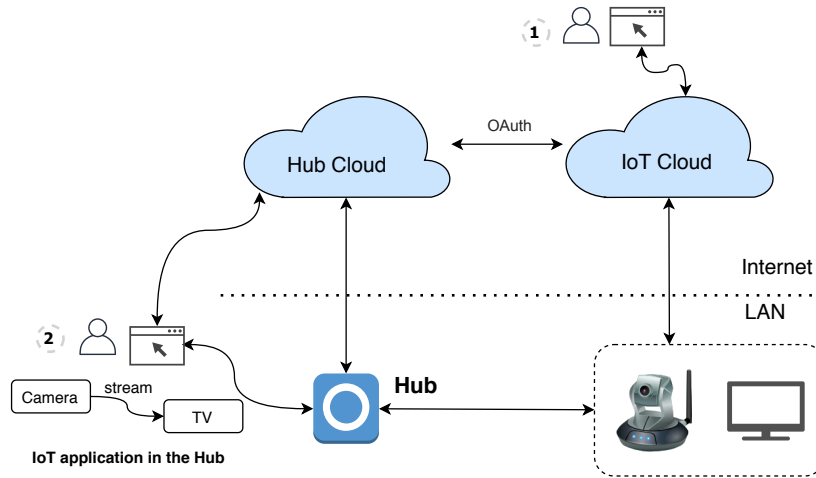 1
OAuth
Hub Cloud
IoT Cloud
Internet
LAN
2
Hub
Camera
stream
TV
IoT application in the Hub